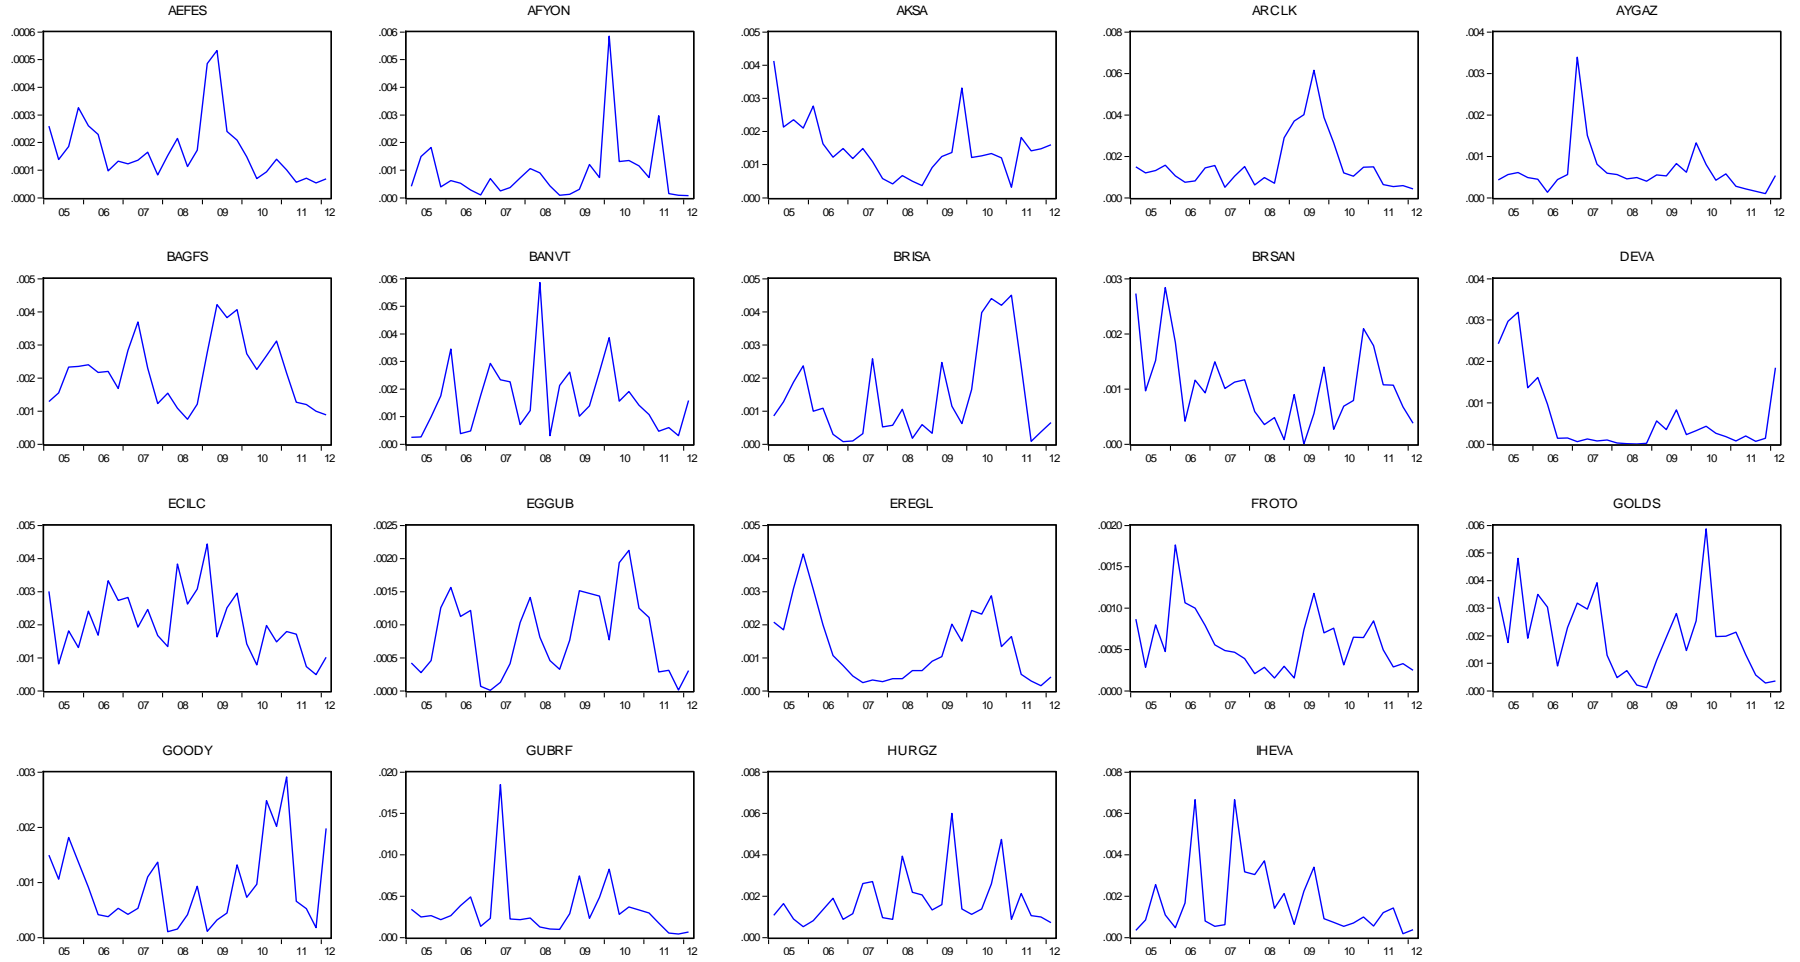 AEFES AFYON AKSA ARCLK AYGAZ
.0006 .006 .005 .008 .004
.0005 .005 .004 .006 .003
.0004 .004 .003 .004 .002
.0003 .003 .002 .002 .001
.0002 .002 .001 .000 .000
.0001 .001 .000
.0000 .000
05 06 07 08 09 10 11 12 05 06 07 08 09 10 11 12 05 06 07 08 09 10 11 12 05 06 07 08 09 10 11 12 05 06 07 08 09 10 11 12
BAGFS BANVT BRISA BRSAN DEVA
.005 .006 .005 .003 .004
.004 .005 .004 .002 .003
.003 .004 .003 .001 .002
.002 .003 .002 .000 .001
.001 .002 .001 .000
.000 .001 .000
.000
05 06 07 08 09 10 11 12 05 06 07 08 09 10 11 12 05 06 07 08 09 10 11 12 05 06 07 08 09 10 11 12 05 06 07 08 09 10 11 12
ECILC EGGUB EREGL FROTO GOLDS
.005 .0025 .005 .0020 .006
.004 .0020 .004 .0015 .005
.003 .0015 .003 .0010 .004
.002 .0010 .002 .0005 .003
.001 .0005 .001 .0000 .002
.000 .0000 .000 .001
.000
05 06 07 08 09 10 11 12 05 06 07 08 09 10 11 12 05 06 07 08 09 10 11 12 05 06 07 08 09 10 11 12 05 06 07 08 09 10 11 12
GOODY GUBRF HURGZ IHEVA
.003 .020 .008 .008
.002 .015 .006 .006
.001 .010 .004 .004
.000 .005 .002 .002
.000 .000 .000
05 06 07 08 09 10 11 12 05 06 07 08 09 10 11 12 05 06 07 08 09 10 11 12 05 06 07 08 09 10 11 12